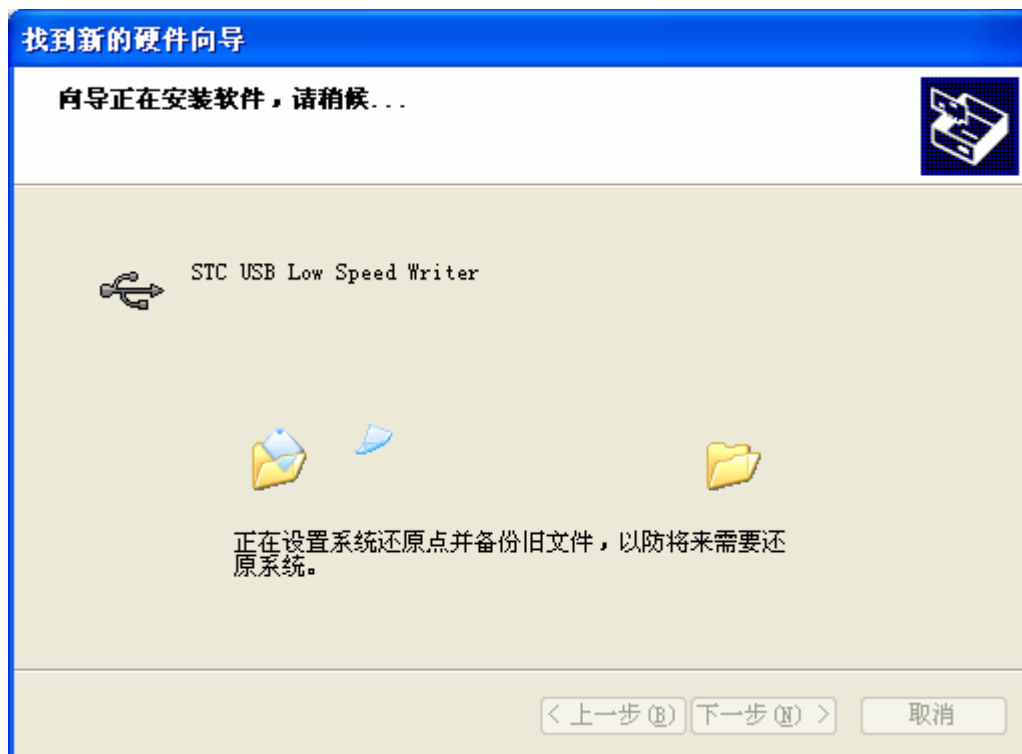 找到新的硬件向导
向导正在安装软件，请稍候...
STC USB Low Speed Writer
正在设置系统还原点并备份旧文件，以防将来需要还
原系统。
< 上一步(B) 下一步(N) > 取消